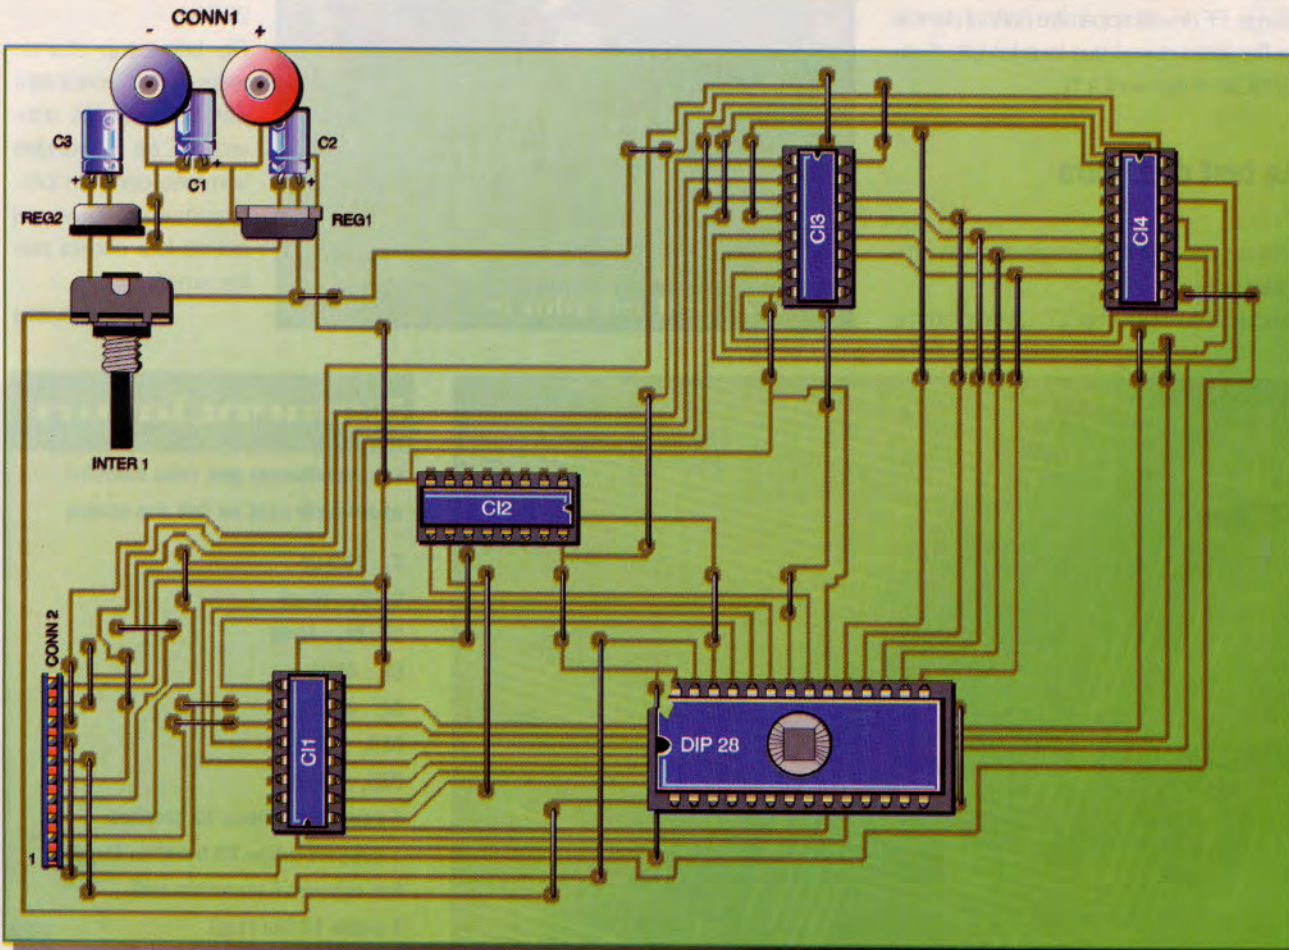 CONN1
- +
C3
C1
C2
+ + +
REG2
REG1
INTER 1
CI3
CI4
CI2
CONN 2
CI1
DIP 28
1